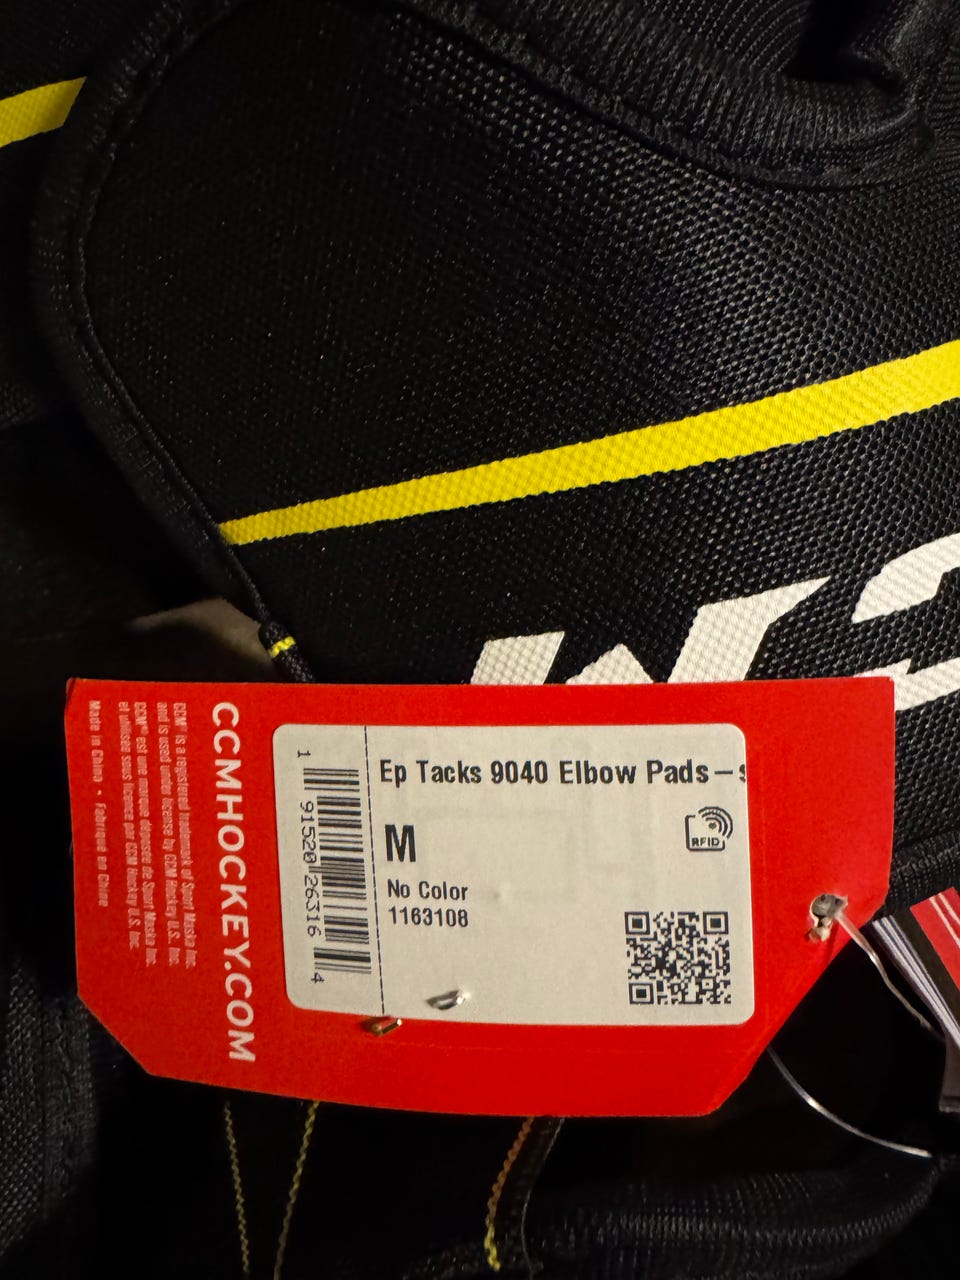 Ep Tacks 9040 Elbow Pads – s
M
RFID
No Color
1163108
1 91520 26316 4
CCMHOCKEY.COM
CCM® is a registered trademark of Sport Maska Inc.
and is used under license by CCM Hockey U.S. Inc.
CCM® est une marque déposée de Sport Maska Inc.
et utilisée sous licence par CCM Hockey U.S. Inc.
Made in China • Fabriqué en Chine